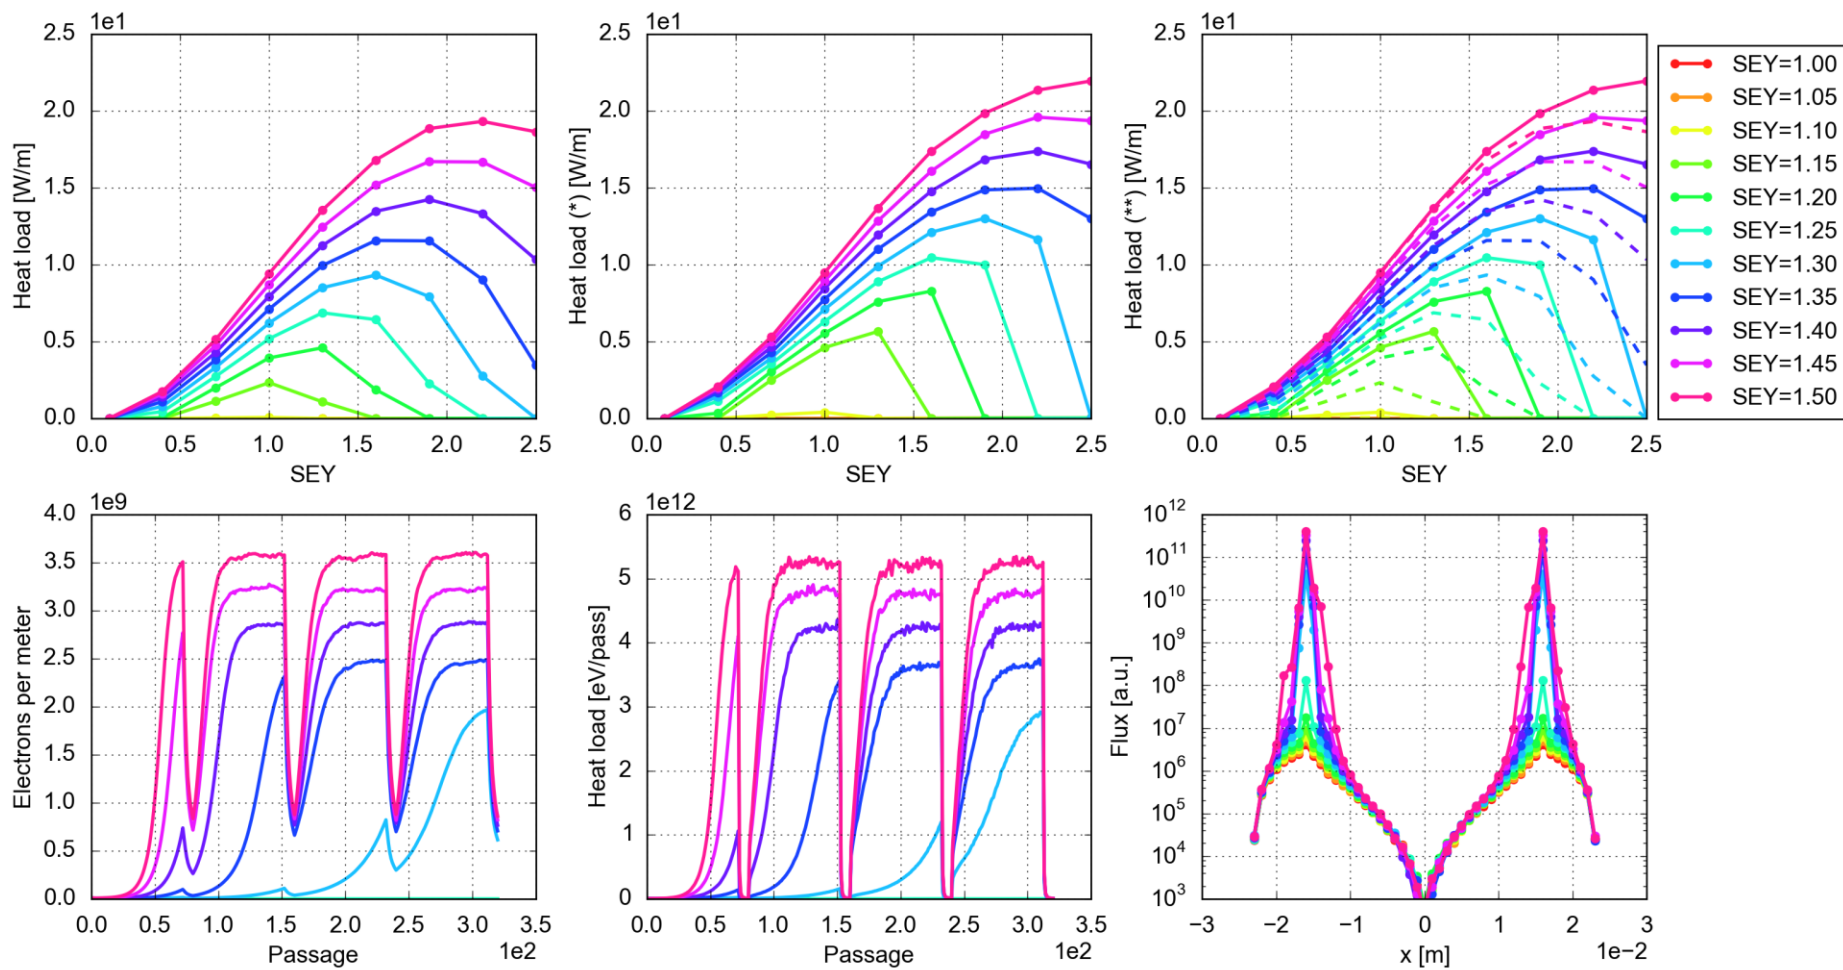 1e1
2.5
2.0
1.5
1.0
0.5
0.0
Heat load [W/m]
0.0 0.5 1.0 1.5 2.0 2.5
SEY
1e1
2.5
2.0
1.5
1.0
0.5
0.0
Heat load (*) [W/m]
0.0 0.5 1.0 1.5 2.0 2.5
SEY
1e1
2.5
2.0
1.5
1.0
0.5
0.0
Heat load (**) [W/m]
0.0 0.5 1.0 1.5 2.0 2.5
SEY
SEY=1.00
SEY=1.05
SEY=1.10
SEY=1.15
SEY=1.20
SEY=1.25
SEY=1.30
SEY=1.35
SEY=1.40
SEY=1.45
SEY=1.50
1e9
4.0
3.5
3.0
2.5
2.0
1.5
1.0
0.5
0.0
Electrons per meter
0.0 0.5 1.0 1.5 2.0 2.5 3.0 3.5
1e2
Passage
1e12
6
5
4
3
2
1
0
Heat load [eV/pass]
0.0 0.5 1.0 1.5 2.0 2.5 3.0 3.5
1e2
Passage
10^12
10^11
10^10
10^9
10^8
10^7
10^6
10^5
10^4
10^3
Flux [a.u.]
−3 −2 −1 0 1 2 3
1e−2
x [m]